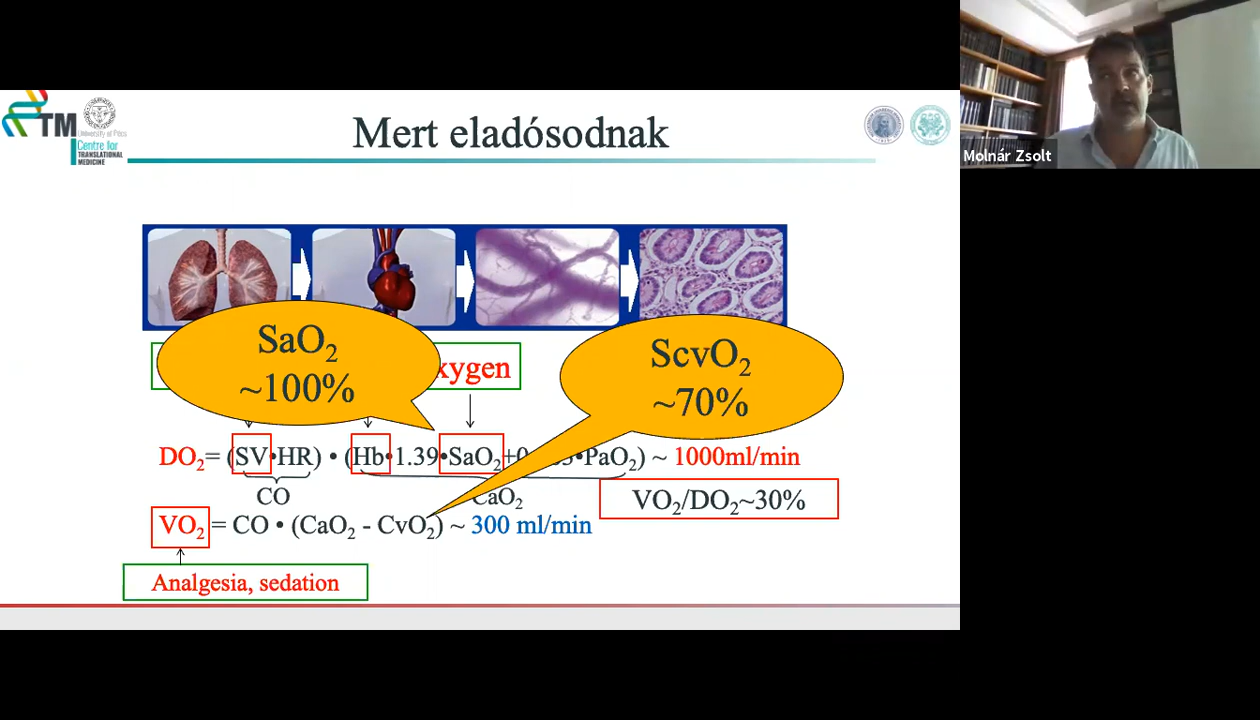 TM
University of Pécs
Centre for
TRANSLATIONAL
MEDICINE
Mert eladósodnak
Molnár Zsolt
SaO₂
~100%
ScvO₂
~70%
DO₂= (SV•HR) • (Hb•1.39•SaO₂+0 •PaO₂) ~ 1000ml/min
CO
CaO₂
VO₂/DO₂~30%
VO₂ = CO • (CaO₂ - CvO₂) ~ 300 ml/min
Analgesia, sedation